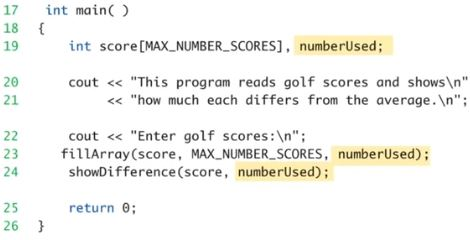 17 int main( )
18 {
19 int score[MAX_NUMBER_SCORES], numberUsed;
20 cout << "This program reads golf scores and shows\n"
21 << "how much each differs from the average.\n";
22 cout << "Enter golf scores:\n";
23 fillArray(score, MAX_NUMBER_SCORES, numberUsed);
24 showDifference(score, numberUsed);
25 return 0;
26 }